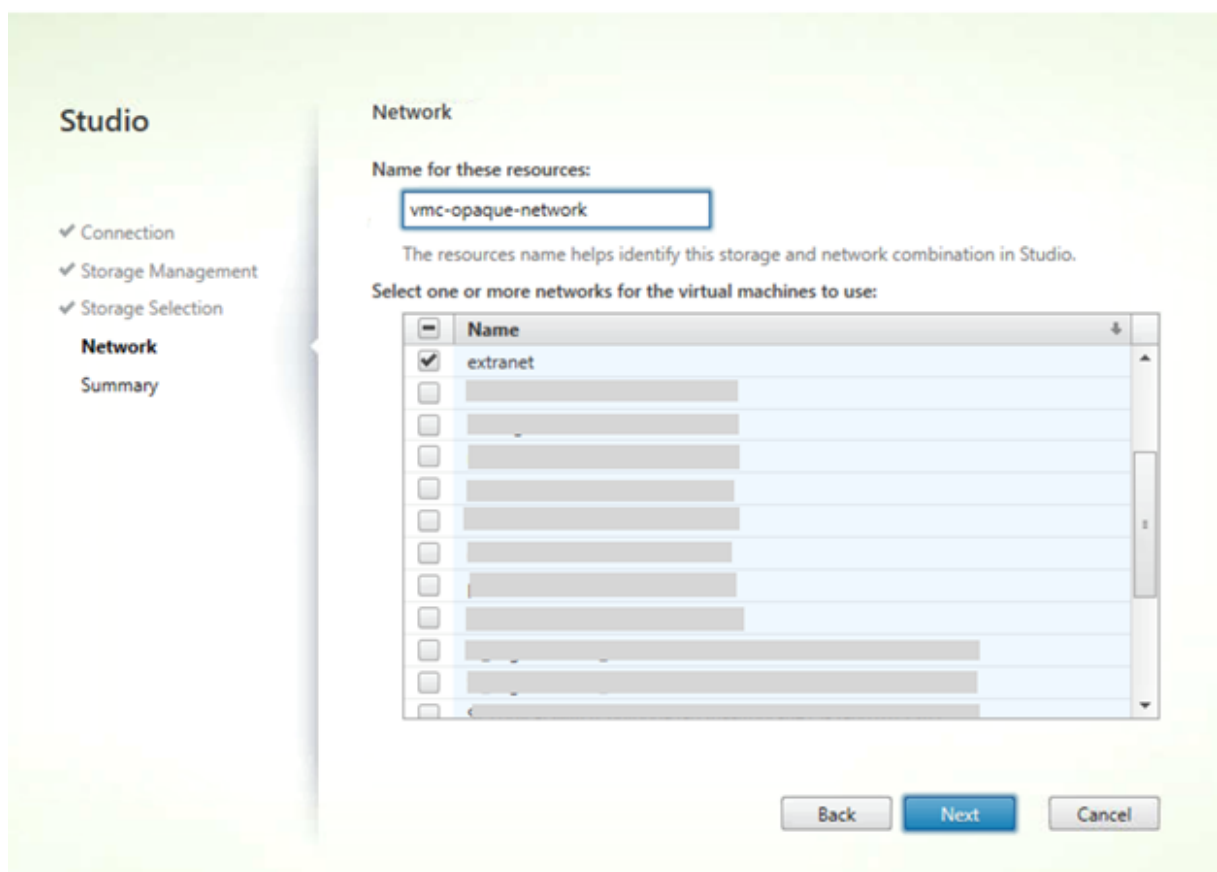 Studio
Connection
Storage Management
Storage Selection
Network
Summary
Network
Name for these resources:
vmc-opaque-network
The resources name helps identify this storage and network combination in Studio.
Select one or more networks for the virtual machines to use:
Name
extranet
Back
Next
Cancel